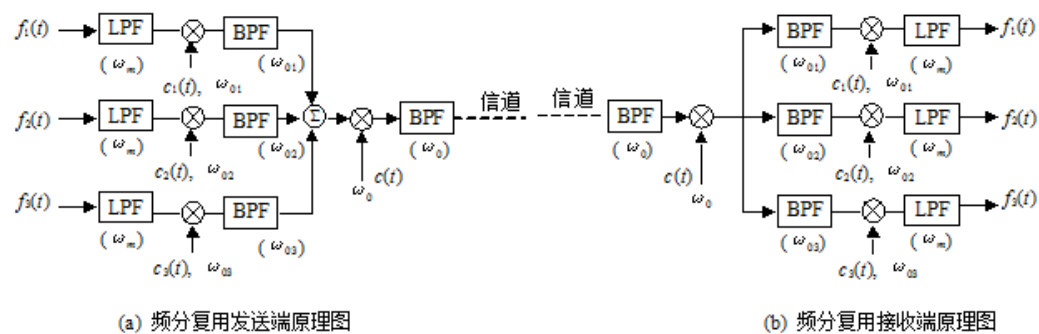 f₁(t) LPF BPF BPF LPF f₁(t)
(ωₘ) (ω₀₁) (ω₀₁) (ωₘ)
c₁(t), ω₀₁ c₁(t), ω₀₁
信道 信道
f₂(t) LPF BPF Σ BPF BPF BPF LPF f₂(t)
(ωₘ) (ω₀₂) (ω₀) (ω₀) (ω₀₂) (ωₘ)
c₂(t), ω₀₂ ω₀ c(t) c(t) ω₀ c₂(t), ω₀₂
f₃(t) LPF BPF BPF LPF f₃(t)
(ωₘ) (ω₀₃) (ω₀₃) (ωₘ)
c₃(t), ω₀₃ c₃(t), ω₀₃
(a) 频分复用发送端原理图 (b) 频分复用接收端原理图